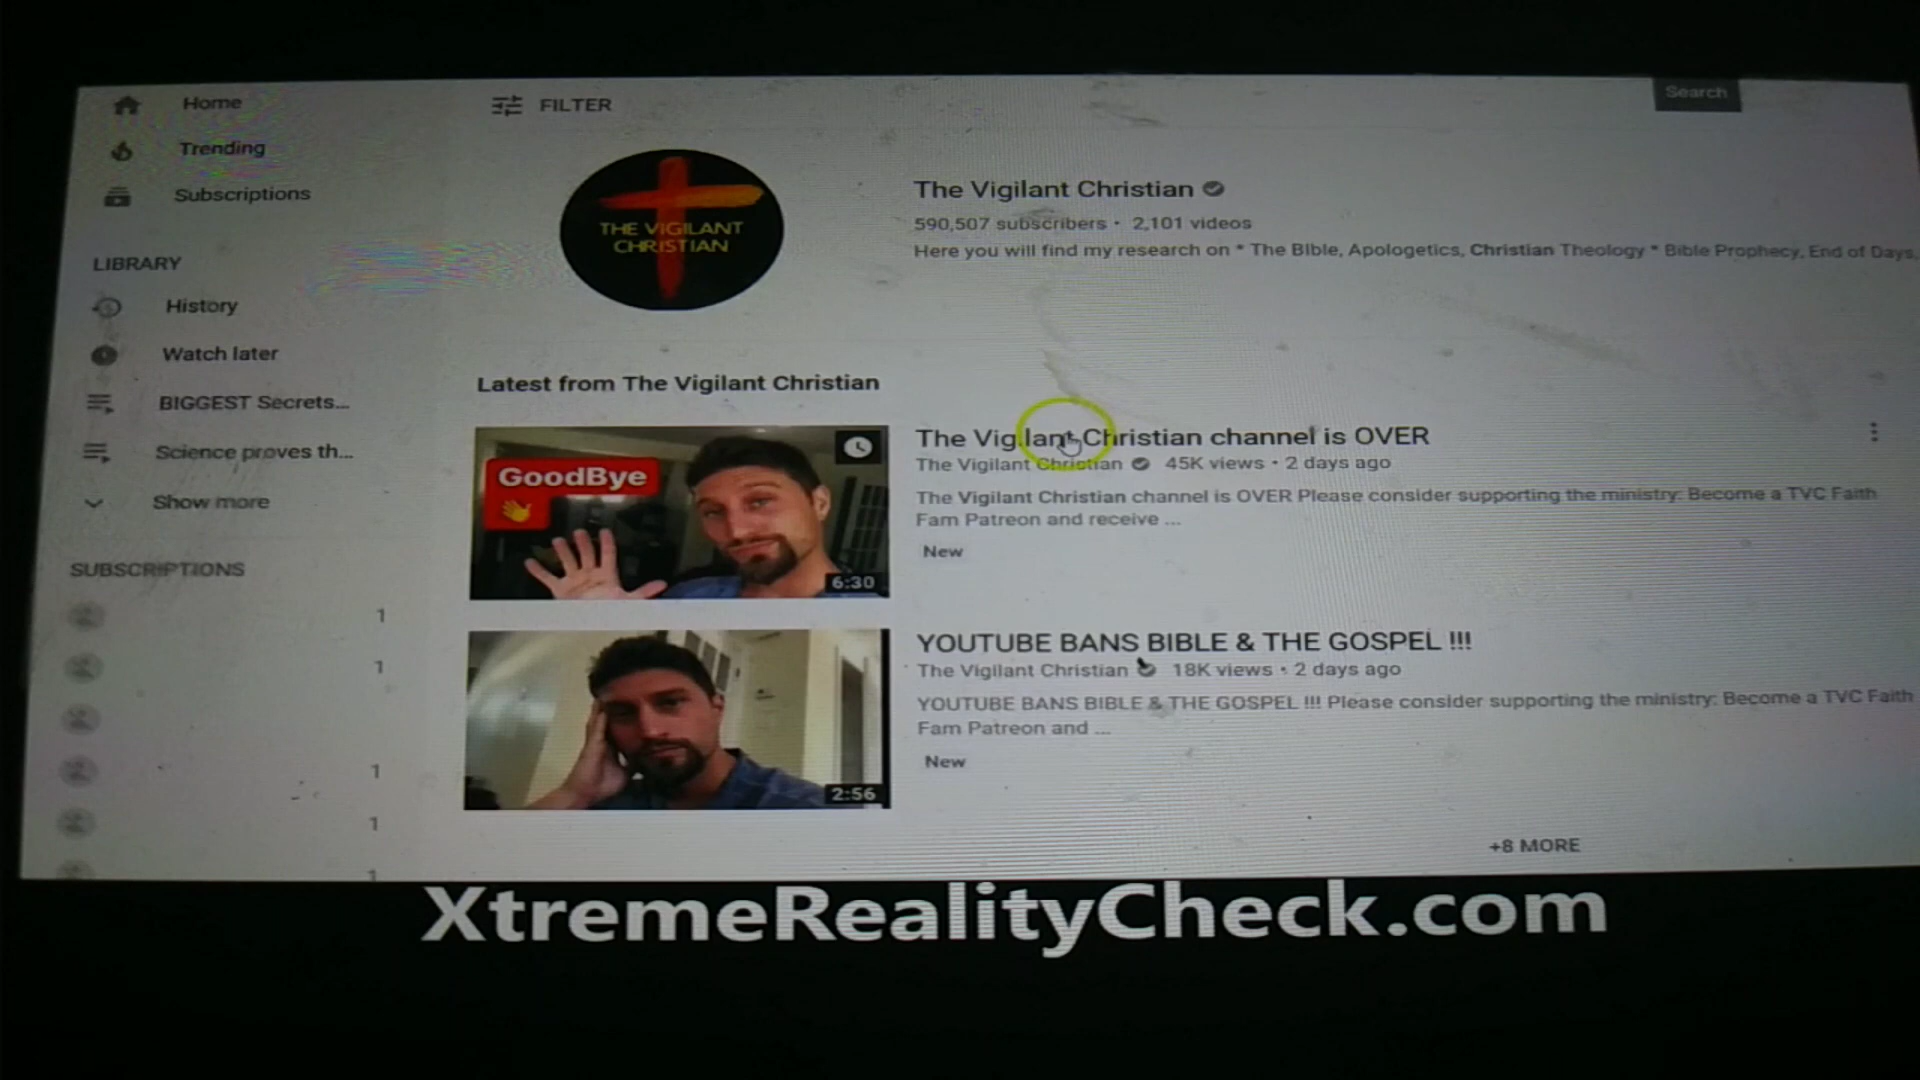 Home
Trending
Subscriptions
LIBRARY
History
Watch later
BIGGEST Secrets...
Science proves th...
Show more
SUBSCRIPTIONS
1
1
1
1
1
FILTER
Search
THE VIGILANT
CHRISTIAN
The Vigilant Christian
590,507 subscribers • 2,101 videos
Here you will find my research on * The Bible, Apologetics, Christian Theology * Bible Prophecy, End of Days,
Latest from The Vigilant Christian
GoodBye
6:30
The Vigilant Christian channel is OVER
The Vigilant Christian 45K views • 2 days ago
The Vigilant Christian channel is OVER Please consider supporting the ministry: Become a TVC Faith
Fam Patreon and receive ...
New
2:56
YOUTUBE BANS BIBLE & THE GOSPEL !!!
The Vigilant Christian 18K views • 2 days ago
YOUTUBE BANS BIBLE & THE GOSPEL !!! Please consider supporting the ministry: Become a TVC Faith
Fam Patreon and ...
New
+8 MORE
XtremeRealityCheck.com